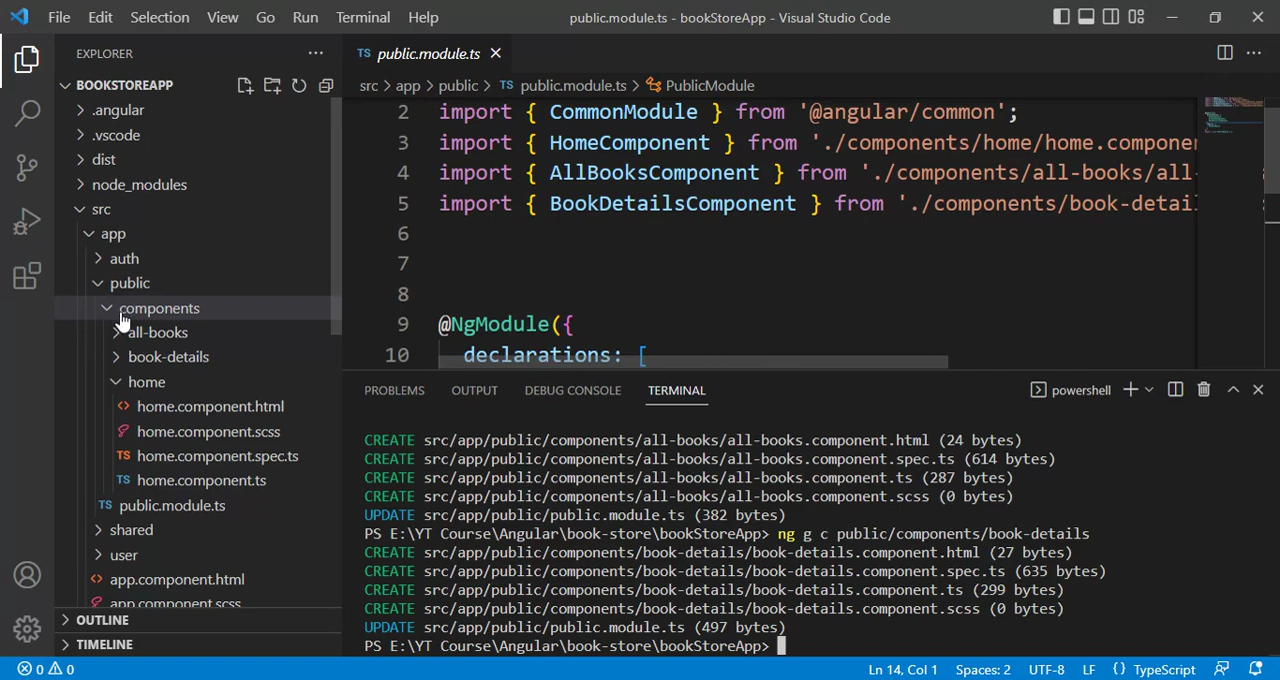 File Edit Selection View Go Run Terminal Help public.module.ts - bookStoreApp - Visual Studio Code
EXPLORER
BOOKSTOREAPP
.angular
.vscode
dist
node_modules
src
app
auth
public
components
all-books
book-details
home
home.component.html
home.component.scss
TS home.component.spec.ts
TS home.component.ts
TS public.module.ts
shared
user
app.component.html
app.component.scss
OUTLINE
TIMELINE
TS public.module.ts
src > app > public > TS public.module.ts > PublicModule
2 import { CommonModule } from '@angular/common';
3 import { HomeComponent } from './components/home/home.componen
4 import { AllBooksComponent } from './components/all-books/all-
5 import { BookDetailsComponent } from './components/book-detail
6
7
8
9 @NgModule({
10 declarations: [
PROBLEMS OUTPUT DEBUG CONSOLE TERMINAL powershell
CREATE src/app/public/components/all-books/all-books.component.html (24 bytes)
CREATE src/app/public/components/all-books/all-books.component.spec.ts (614 bytes)
CREATE src/app/public/components/all-books/all-books.component.ts (287 bytes)
CREATE src/app/public/components/all-books/all-books.component.scss (0 bytes)
UPDATE src/app/public/public.module.ts (382 bytes)
PS E:\YT Course\Angular\book-store\bookStoreApp> ng g c public/components/book-details
CREATE src/app/public/components/book-details/book-details.component.html (27 bytes)
CREATE src/app/public/components/book-details/book-details.component.spec.ts (635 bytes)
CREATE src/app/public/components/book-details/book-details.component.ts (299 bytes)
CREATE src/app/public/components/book-details/book-details.component.scss (0 bytes)
UPDATE src/app/public/public.module.ts (497 bytes)
PS E:\YT Course\Angular\book-store\bookStoreApp>
0 0 Ln 14, Col 1 Spaces: 2 UTF-8 LF {} TypeScript